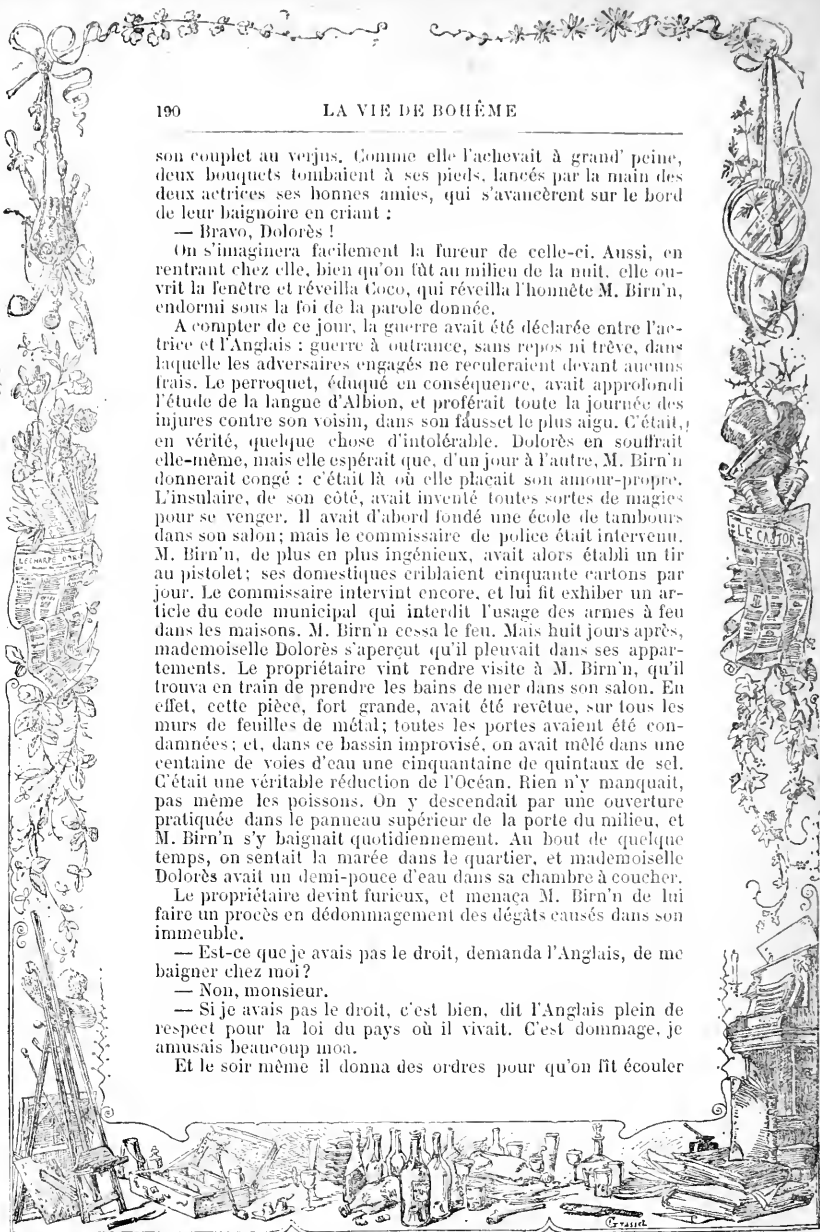 190 LA VIE DE BOHÊME
son couplet au verjus. Comme elle l'achevait à grand' peine,
deux bouquets tombaient à ses pieds, lancés par la main des
deux actrices ses bonnes amies, qui s'avancèrent sur le bord
de leur baignoire en criant :
— Bravo, Dolorès !
On s'imaginera facilement la fureur de celle-ci. Aussi, en
rentrant chez elle, bien qu'on fût au milieu de la nuit, elle ou-
vrit la fenêtre et réveilla Coco, qui réveilla l'honnête M. Birn'n,
endormi sous la foi de la parole donnée.
A compter de ce jour, la guerre avait été déclarée entre l'ac-
trice et l'Anglais : guerre à outrance, sans repos ni trève, dans
laquelle les adversaires engagés ne reculeraient devant aucuns
frais. Le perroquet, éduqué en conséquence, avait approfondi
l'étude de la langue d'Albion, et proférait toute la journée des
injures contre son voisin, dans son fausset le plus aigu. C'était,
en vérité, quelque chose d'intolérable. Dolorès en souffrait
elle-même, mais elle espérait que, d'un jour à l'autre, M. Birn'n
donnerait congé : c'était là où elle plaçait son amour-propre.
L'insulaire, de son côté, avait inventé toutes sortes de magies
pour se venger. Il avait d'abord fondé une école de tambours
dans son salon; mais le commissaire de police était intervenu.
M. Birn'n, de plus en plus ingénieux, avait alors établi un tir
au pistolet; ses domestiques criblaient cinquante cartons par
jour. Le commissaire intervint encore, et lui fit exhiber un ar-
ticle du code municipal qui interdit l'usage des armes à feu
dans les maisons. M. Birn'n cessa le feu. Mais huit jours après,
mademoiselle Dolorès s'aperçut qu'il pleuvait dans ses appar-
tements. Le propriétaire vint rendre visite à M. Birn'n, qu'il
trouva en train de prendre les bains de mer dans son salon. En
effet, cette pièce, fort grande, avait été revêtue, sur tous les
murs de feuilles de métal; toutes les portes avaient été con-
damnées; et, dans ce bassin improvisé, on avait mêlé dans une
centaine de voies d'eau une cinquantaine de quintaux de sel.
C'était une véritable réduction de l'Océan. Rien n'y manquait,
pas même les poissons. On y descendait par une ouverture
pratiquée dans le panneau supérieur de la porte du milieu, et
M. Birn'n s'y baignait quotidiennement. Au bout de quelque
temps, on sentait la marée dans le quartier, et mademoiselle
Dolorès avait un demi-pouce d'eau dans sa chambre à coucher.
Le propriétaire devint furieux, et menaça M. Birn'n de lui
faire un procès en dédommagement des dégâts causés dans son
immeuble.
— Est-ce que je avais pas le droit, demanda l'Anglais, de me
baigner chez moi?
— Non, monsieur.
— Si je avais pas le droit, c'est bien, dit l'Anglais plein de
respect pour la loi du pays où il vivait. C'est dommage, je
amusais beaucoup moa.
Et le soir même il donna des ordres pour qu'on fît écouler
LECHARPE D'IRIS
LE CASTOR
Grasset